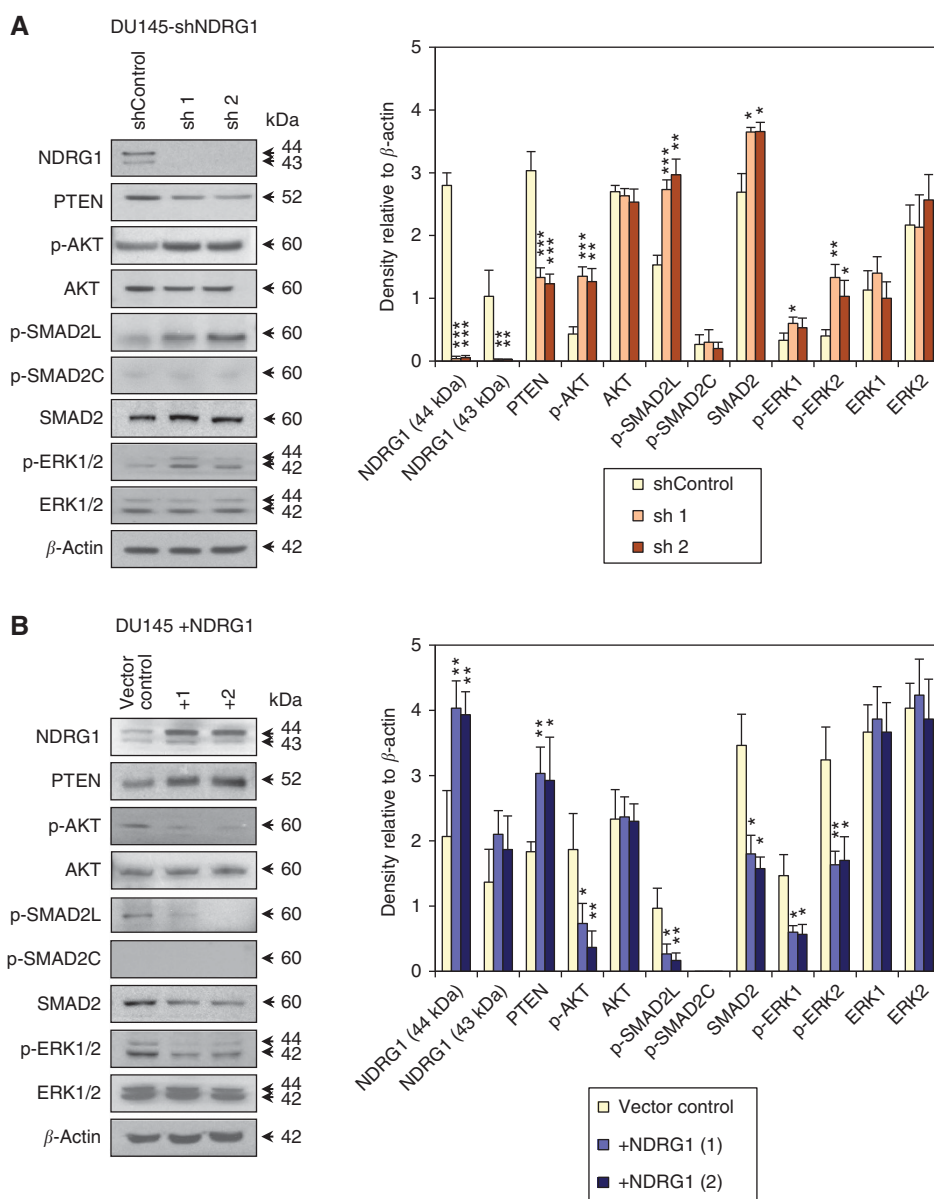 A
DU145-shNDRG1
shControl
sh 1
sh 2
kDa
NDRG1
44
43
PTEN
52
p-AKT
60
AKT
60
p-SMAD2L
60
p-SMAD2C
60
SMAD2
60
p-ERK1/2
44
42
ERK1/2
44
42
β-Actin
42
Density relative to β-actin
5
4
3
2
1
0
***
***
**
**
***
***
***
**
***
**
*
*
*
**
*
NDRG1 (44 kDa)
NDRG1 (43 kDa)
PTEN
p-AKT
AKT
p-SMAD2L
p-SMAD2C
SMAD2
p-ERK1
p-ERK2
ERK1
ERK2
shControl
sh 1
sh 2
B
DU145 +NDRG1
Vector
control
+1
+2
kDa
NDRG1
44
43
PTEN
52
p-AKT
60
AKT
60
p-SMAD2L
60
p-SMAD2C
60
SMAD2
60
p-ERK1/2
44
42
ERK1/2
44
42
β-Actin
42
Density relative to β-actin
5
4
3
2
1
0
**
**
**
*
*
**
*
**
*
*
*
*
**
*
NDRG1 (44 kDa)
NDRG1 (43 kDa)
PTEN
p-AKT
AKT
p-SMAD2L
p-SMAD2C
SMAD2
p-ERK1
p-ERK2
ERK1
ERK2
Vector control
+NDRG1 (1)
+NDRG1 (2)